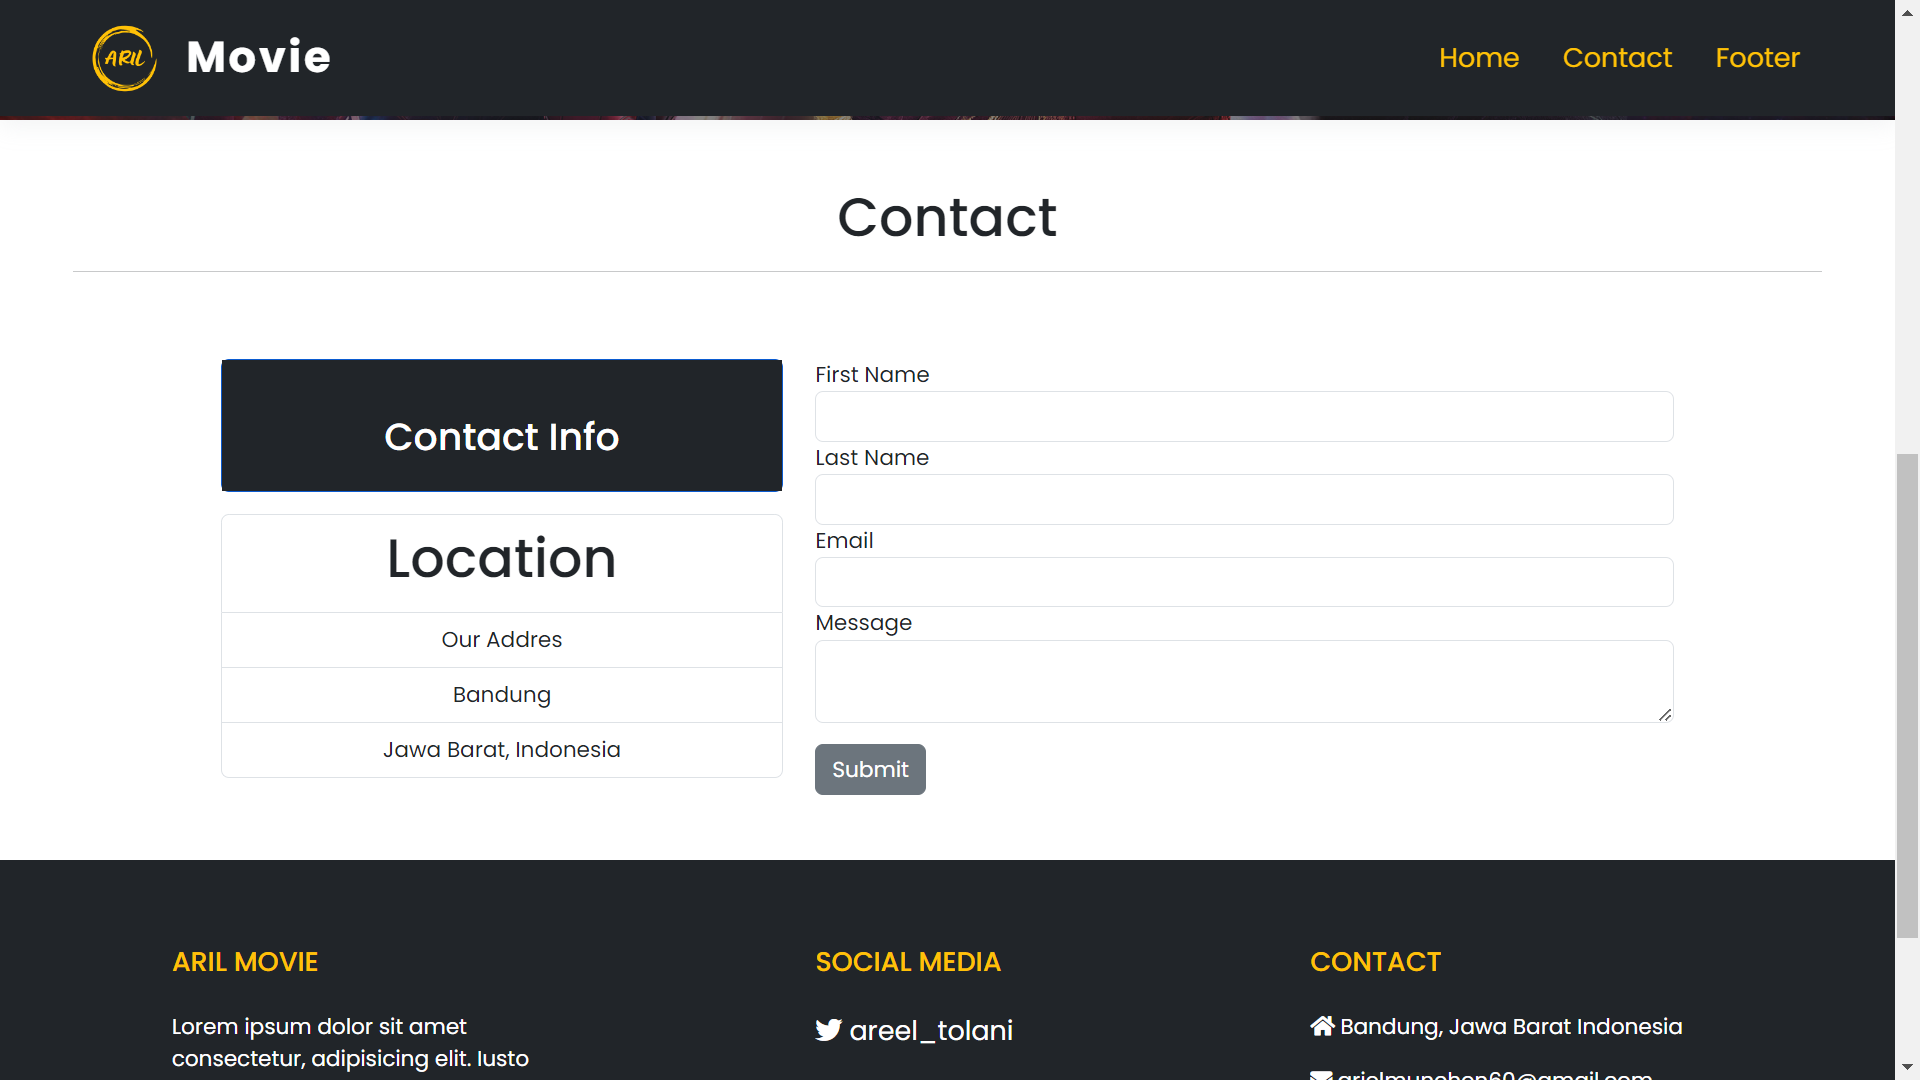 ARIL
Movie
Home
Contact
Footer
Contact
Contact Info
Location
Our Addres
Bandung
Jawa Barat, Indonesia
First Name
Last Name
Email
Message
Submit
ARIL MOVIE
Lorem ipsum dolor sit amet
consectetur, adipisicing elit. Iusto
SOCIAL MEDIA
areel_tolani
CONTACT
Bandung, Jawa Barat Indonesia